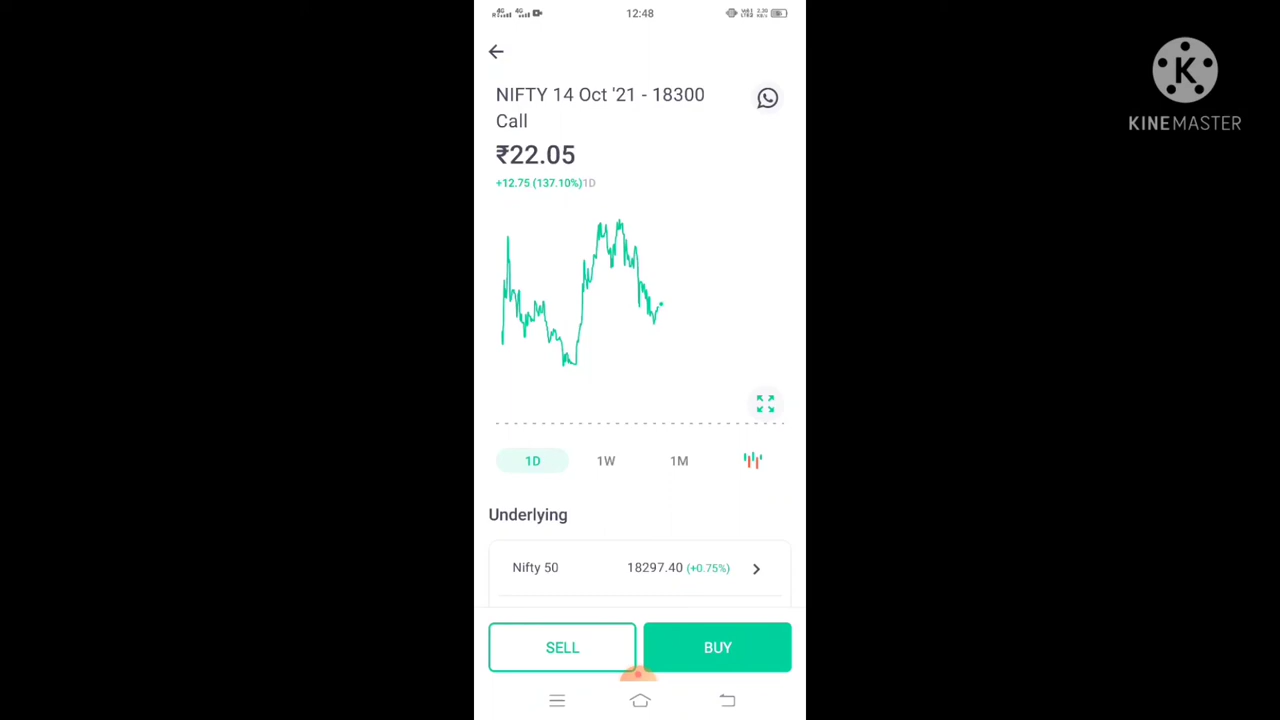 12:48
NIFTY 14 Oct '21 - 18300
Call
₹22.05
+12.75 (137.10%)1D
1D 1W 1M
Underlying
Nifty 50 18297.40 (+0.75%)
SELL BUY
K
KINEMASTER